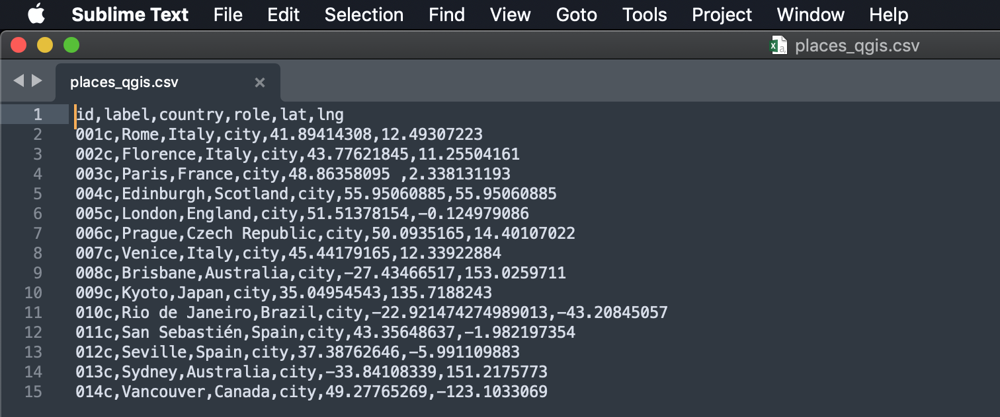 Sublime Text File Edit Selection Find View Goto Tools Project Window Help
places_qgis.csv
places_qgis.csv ×
1 id,label,country,role,lat,lng
2 001c,Rome,Italy,city,41.89414308,12.49307223
3 002c,Florence,Italy,city,43.77621845,11.25504161
4 003c,Paris,France,city,48.86358095 ,2.338131193
5 004c,Edinburgh,Scotland,city,55.95060885,55.95060885
6 005c,London,England,city,51.51378154,-0.124979086
7 006c,Prague,Czech Republic,city,50.0935165,14.40107022
8 007c,Venice,Italy,city,45.44179165,12.33922884
9 008c,Brisbane,Australia,city,-27.43466517,153.0259711
10 009c,Kyoto,Japan,city,35.04954543,135.7188243
11 010c,Rio de Janeiro,Brazil,city,-22.921474274989013,-43.20845057
12 011c,San Sebastién,Spain,city,43.35648637,-1.982197354
13 012c,Seville,Spain,city,37.38762646,-5.991109883
14 013c,Sydney,Australia,city,-33.84108339,151.2175773
15 014c,Vancouver,Canada,city,49.27765269,-123.1033069